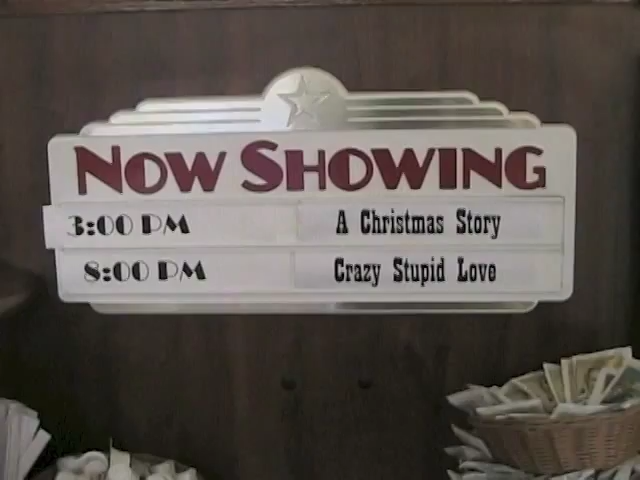 NOW SHOWING
3:00 PM A Christmas Story
8:00 PM Crazy Stupid Love